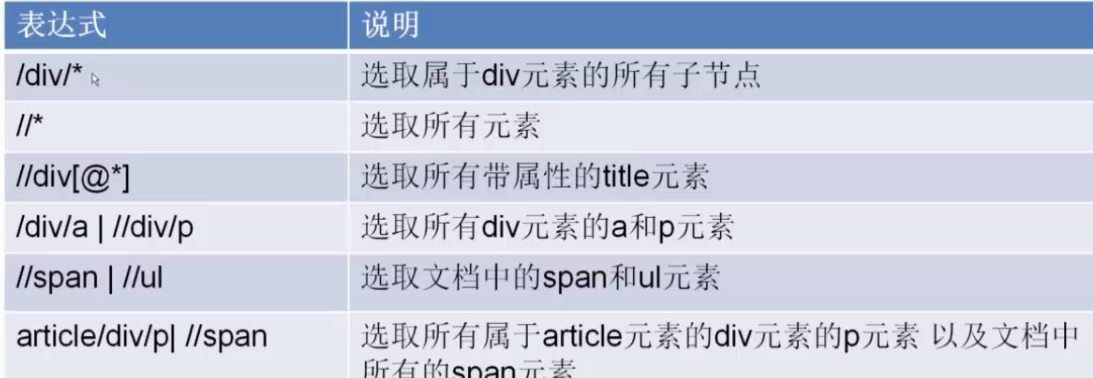 表达式 说明
/div/* 选取属于div元素的所有子节点
//* 选取所有元素
//div[@*] 选取所有带属性的title元素
/div/a | //div/p 选取所有div元素的a和p元素
//span | //ul 选取文档中的span和ul元素
article/div/p| //span 选取所有属于article元素的div元素的p元素 以及文档中
所有的span元素